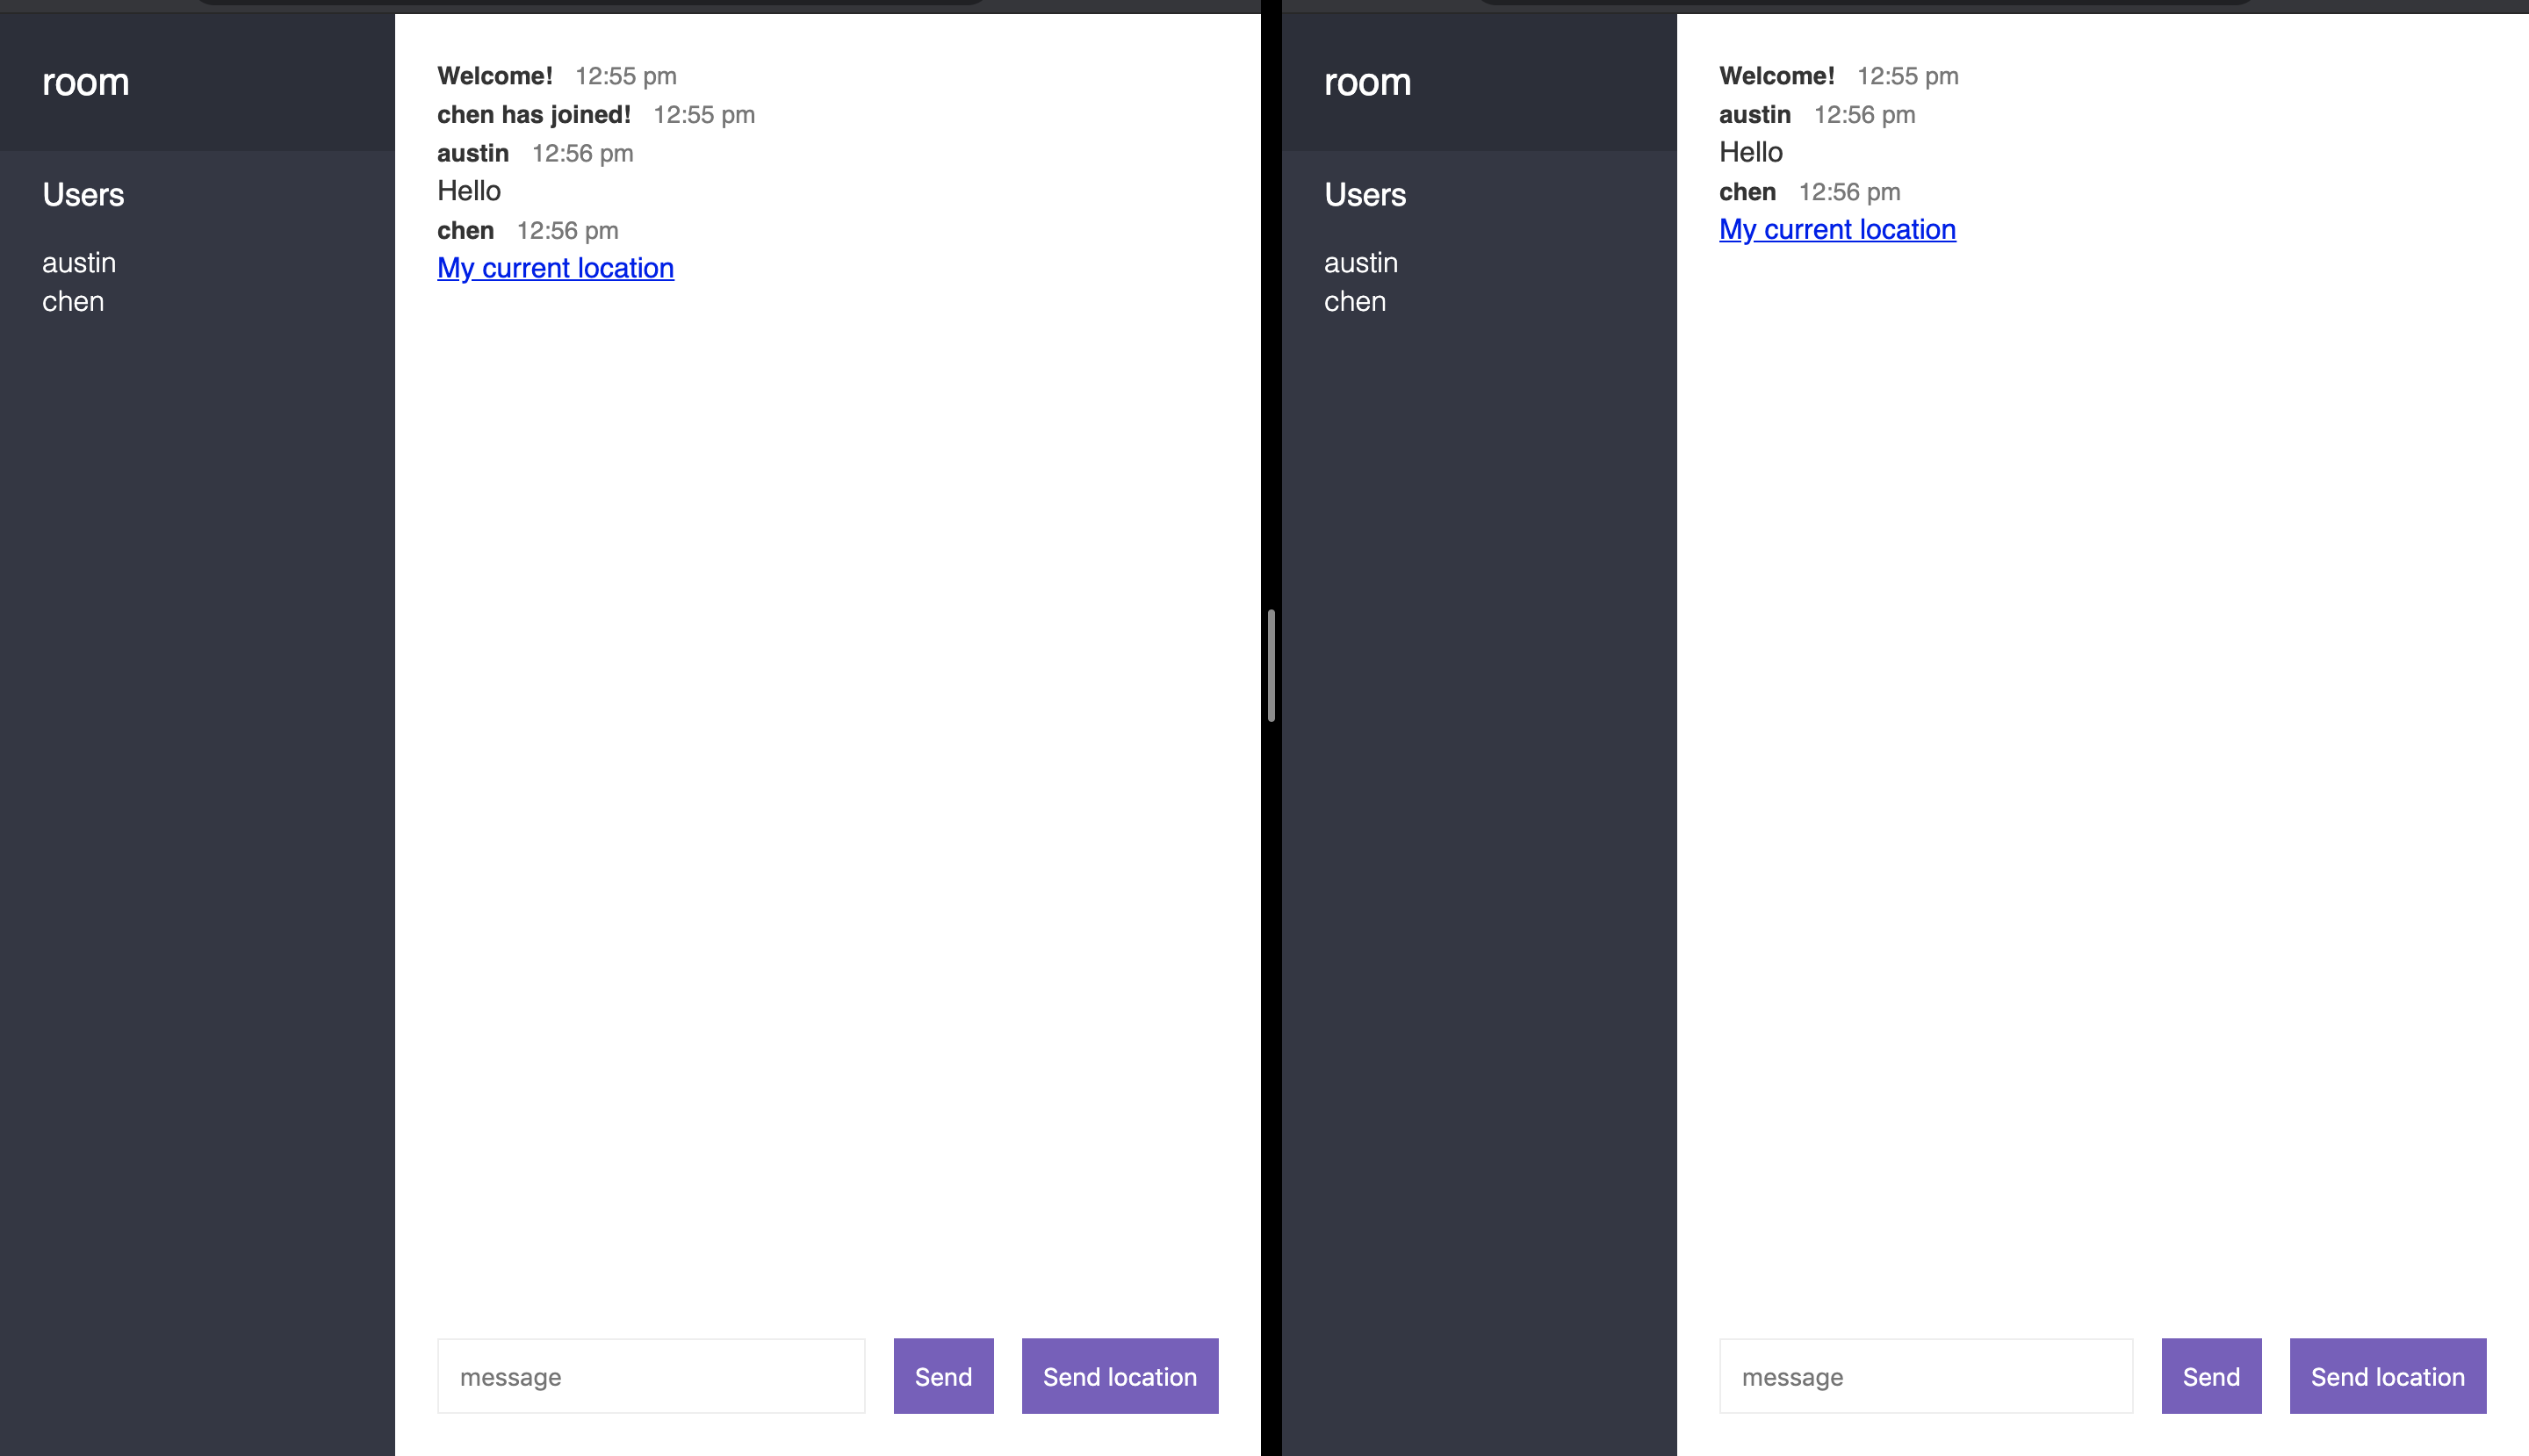 room
Users
austin
chen
Welcome! 12:55 pm
chen has joined! 12:55 pm
austin 12:56 pm
Hello
chen 12:56 pm
My current location
message
Send
Send location
room
Users
austin
chen
Welcome! 12:55 pm
austin 12:56 pm
Hello
chen 12:56 pm
My current location
message
Send
Send location